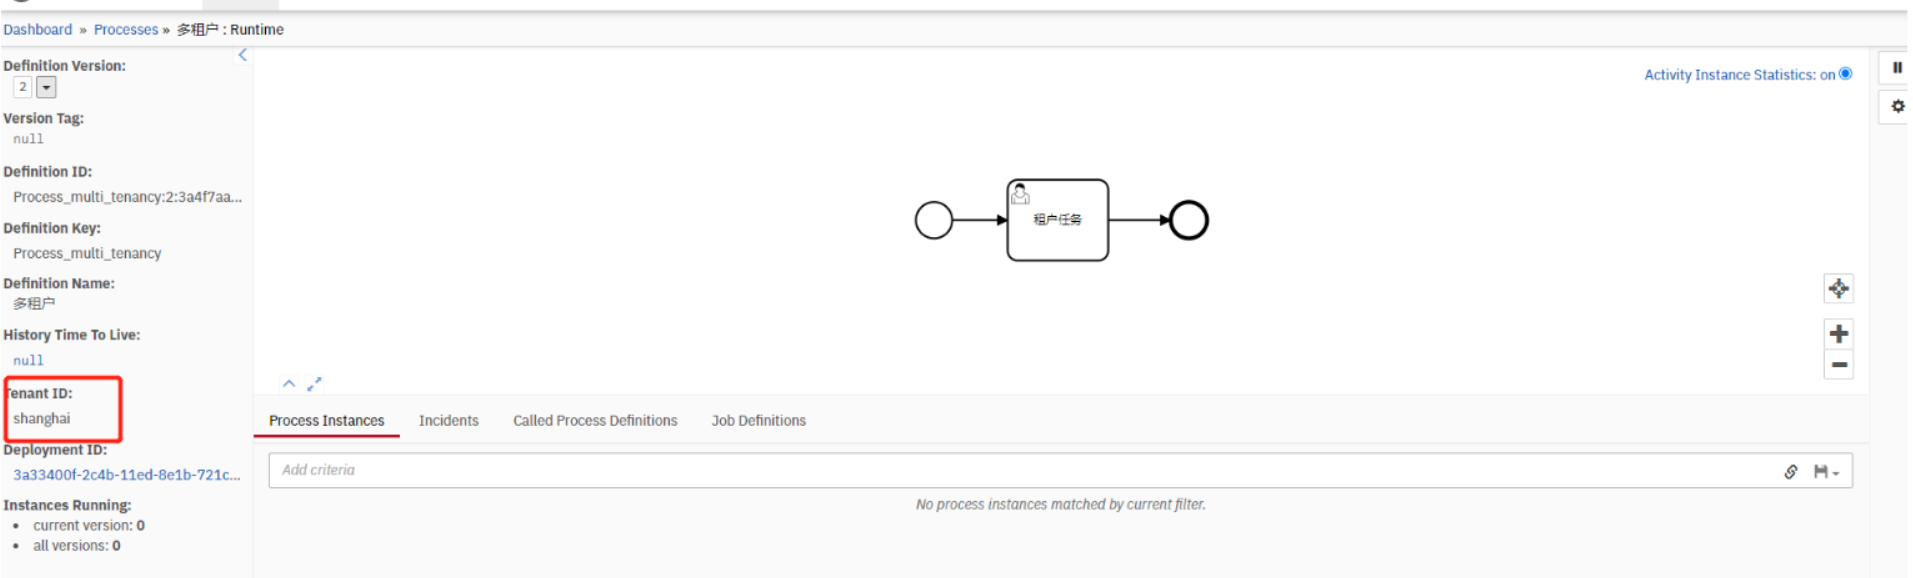 Dashboard » Processes » 多租户 : Runtime
Definition Version:
2
Version Tag:
null
Definition ID:
Process_multi_tenancy:2:3a4f7aa...
Definition Key:
Process_multi_tenancy
Definition Name:
多租户
History Time To Live:
null
Tenant ID:
shanghai
Deployment ID:
3a33400f-2c4b-11ed-8e1b-721c...
Instances Running:
• current version: 0
• all versions: 0
Activity Instance Statistics: on
租户任务
Process Instances Incidents Called Process Definitions Job Definitions
Add criteria
No process instances matched by current filter.